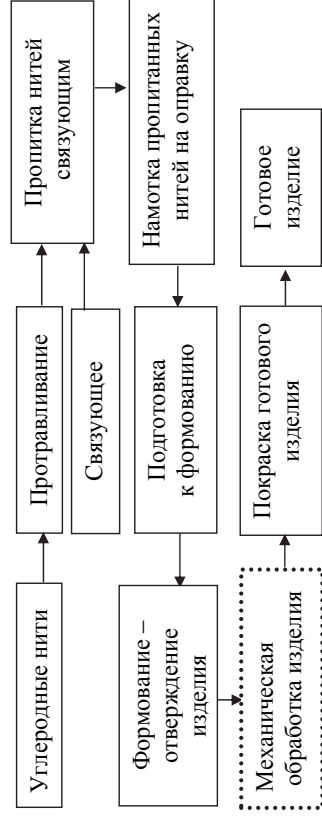 Углеродные нити
Протравливание
Связующее
Пропитка нитей
связующим
Намотка пропитанных
нитей на оправку
Подготовка
к формованию
Формование –
отверждение
изделия
Механическая
обработка изделия
Покраска готового
изделия
Готовое
изделие